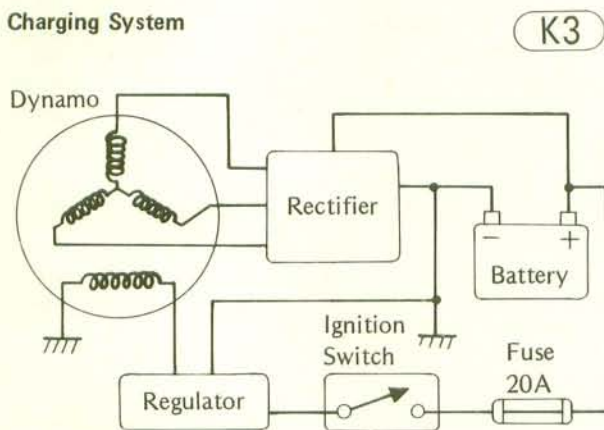 Charging System
K3
Dynamo
Rectifier
- +
Battery
Ignition
Switch
Fuse
20A
Regulator